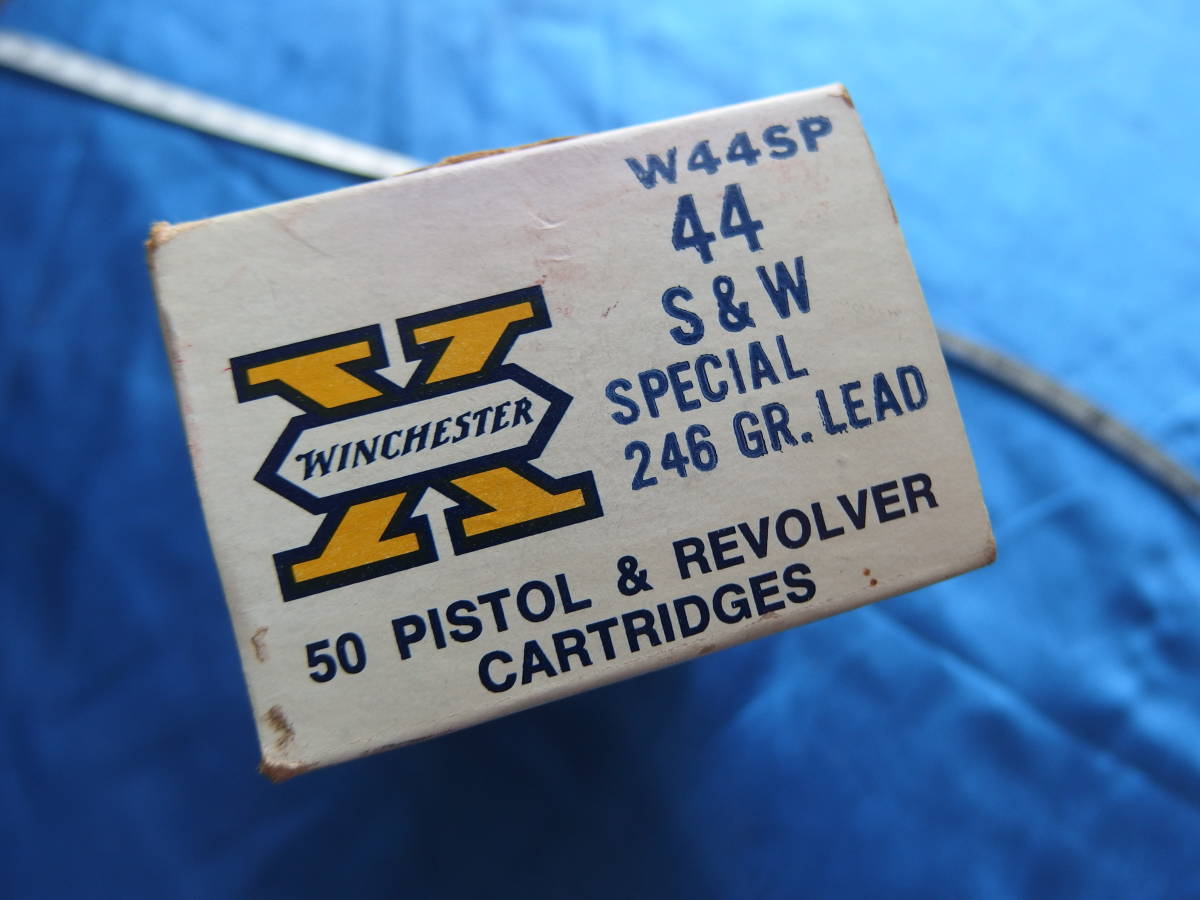 W44SP
44
S & W
SPECIAL
246 GR. LEAD
WINCHESTER
50 PISTOL & REVOLVER
CARTRIDGES